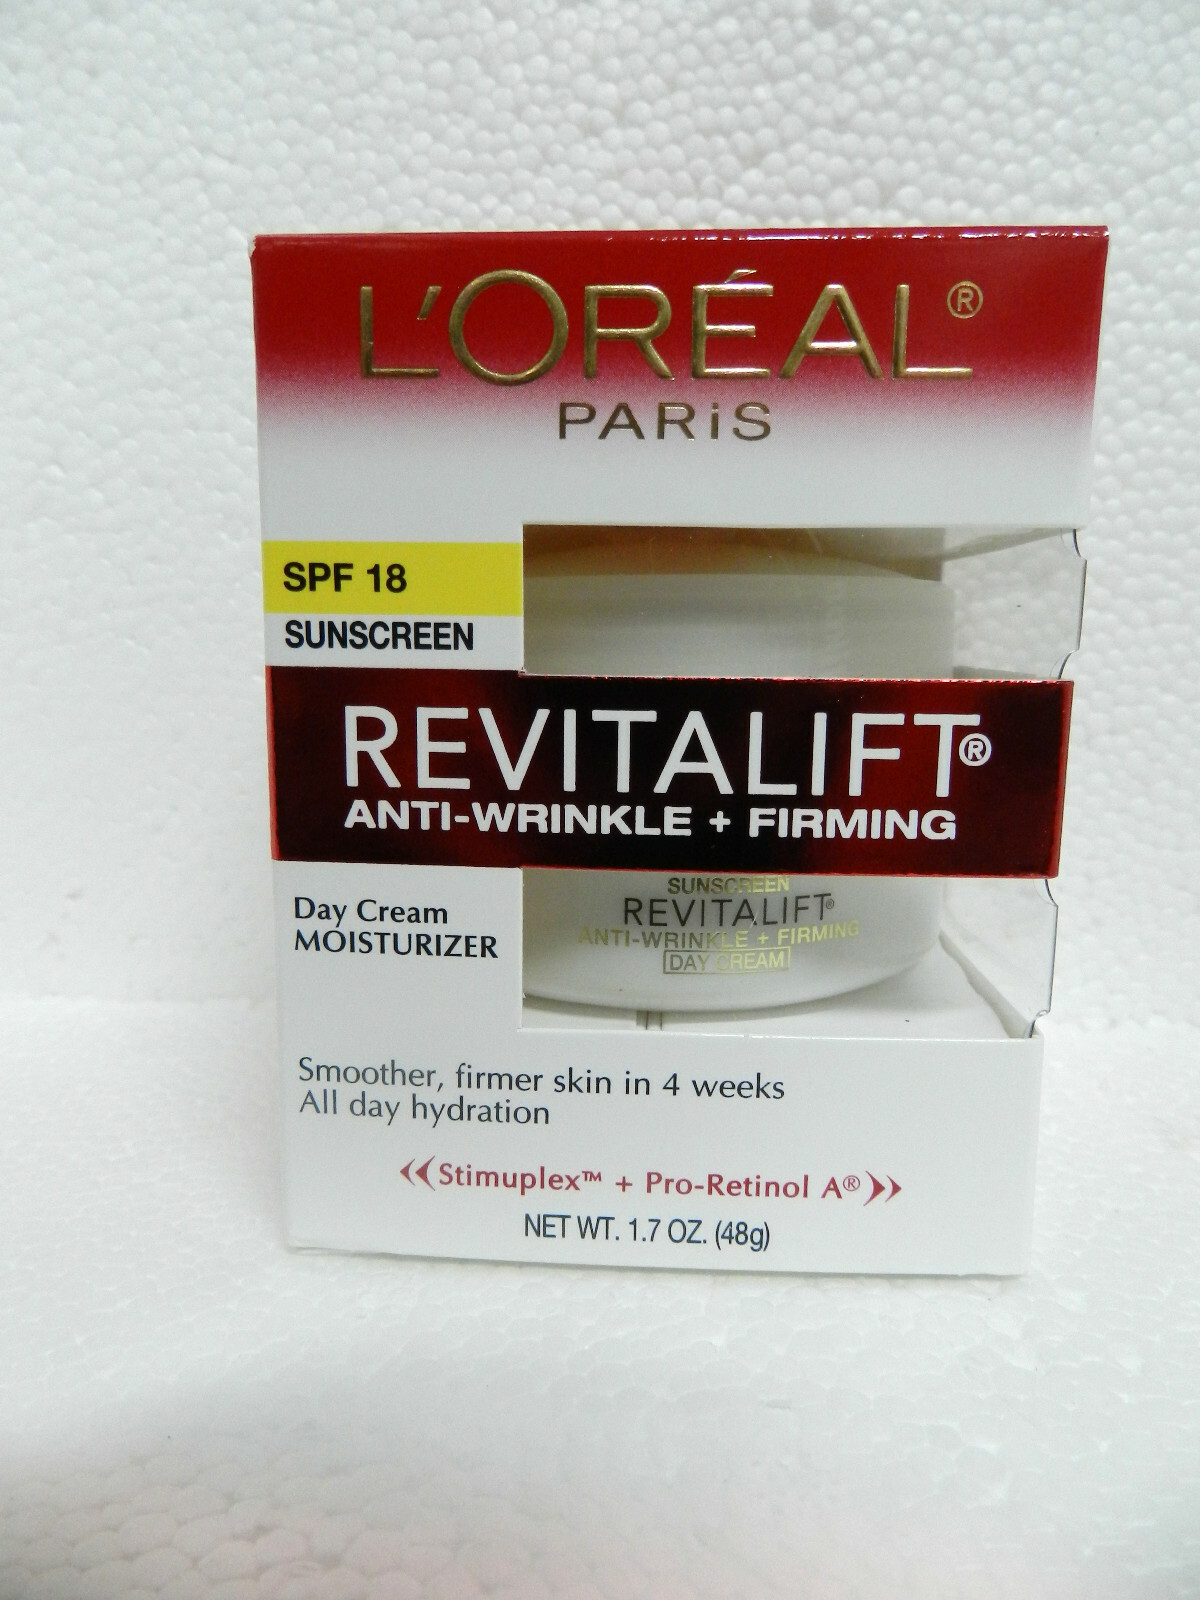 L'ORÉAL®
PARiS
SPF 18
SUNSCREEN
REVITALIFT®
ANTI-WRINKLE + FIRMING
SUNSCREEN
REVITALIFT®
ANTI-WRINKLE + FIRMING
DAY CREAM
Day Cream
MOISTURIZER
Smoother, firmer skin in 4 weeks
All day hydration
Stimuplex™ + Pro-Retinol A®
NET WT. 1.7 OZ. (48g)